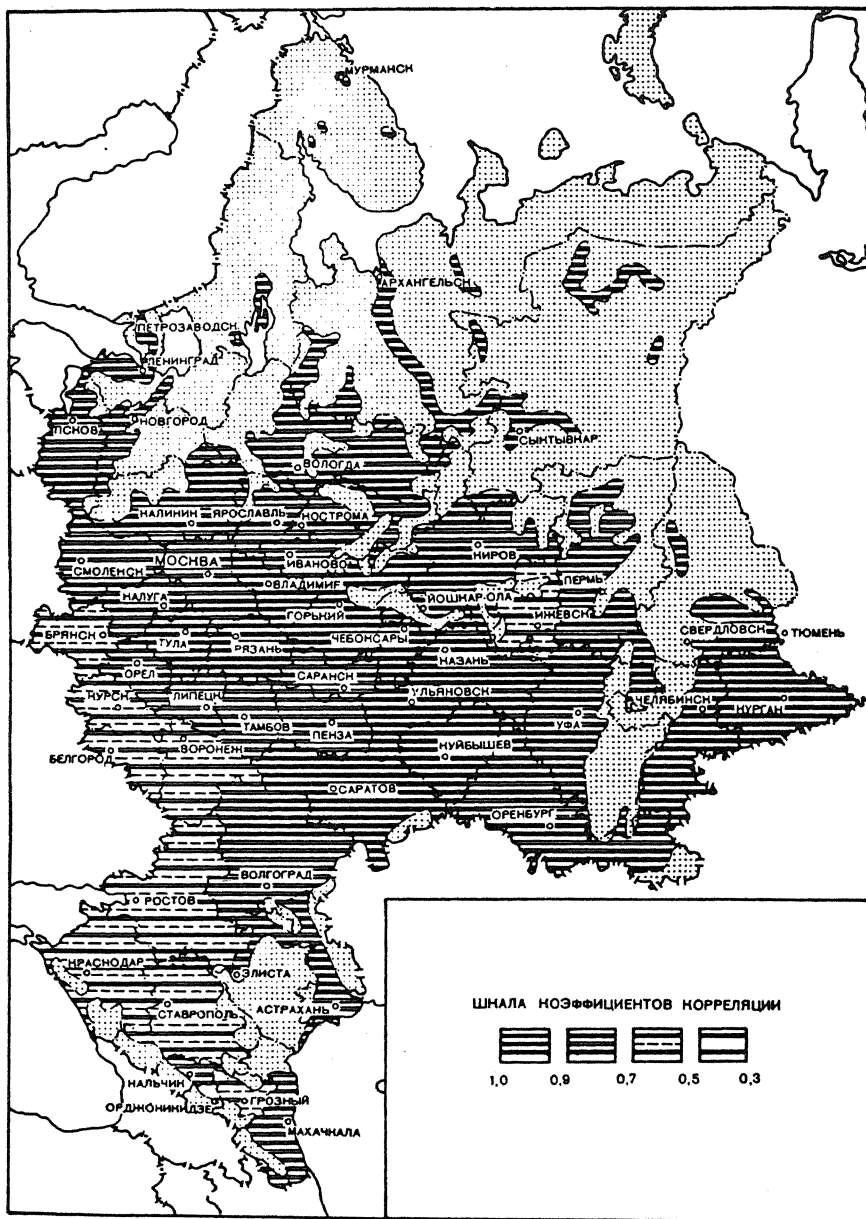 МУРМАНСК
АРХАНГЕЛЬСК
ПЕТРОЗАВОДСК
ЛЕНИНГРАД
НОВГОРОД
ПСКОВ
СЫКТЫВКАР
ВОЛОГДА
КАЛИНИН
ЯРОСЛАВЛЬ
КОСТРОМА
КИРОВ
МОСКВА
ИВАНОВО
СМОЛЕНСК
ПЕРМЬ
ВЛАДИМИР
КАЛУГА
ЙОШКАР-ОЛА
ГОРЬКИЙ
ИЖЕВСК
БРЯНСК
ТУЛА
РЯЗАНЬ
ЧЕБОКСАРЫ
СВЕРДЛОВСК
ТЮМЕНЬ
КАЗАНЬ
ОРЕЛ
САРАНСК
КУРСК
ЛИПЕЦК
УЛЬЯНОВСК
ЧЕЛЯБИНСК
КУРГАН
ТАМБОВ
ПЕНЗА
УФА
ВОРОНЕЖ
КУЙБЫШЕВ
БЕЛГОРОД
САРАТОВ
ОРЕНБУРГ
ВОЛГОГРАД
РОСТОВ
КРАСНОДАР
ЭЛИСТА
СТАВРОПОЛЬ
АСТРАХАНЬ
НАЛЬЧИК
ОРДЖОНИКИДЗЕ
ГРОЗНЫЙ
МАХАЧКАЛА
ШКАЛА КОЭФФИЦИЕНТОВ КОРРЕЛЯЦИИ
1,0 0,9 0,7 0,5 0,3